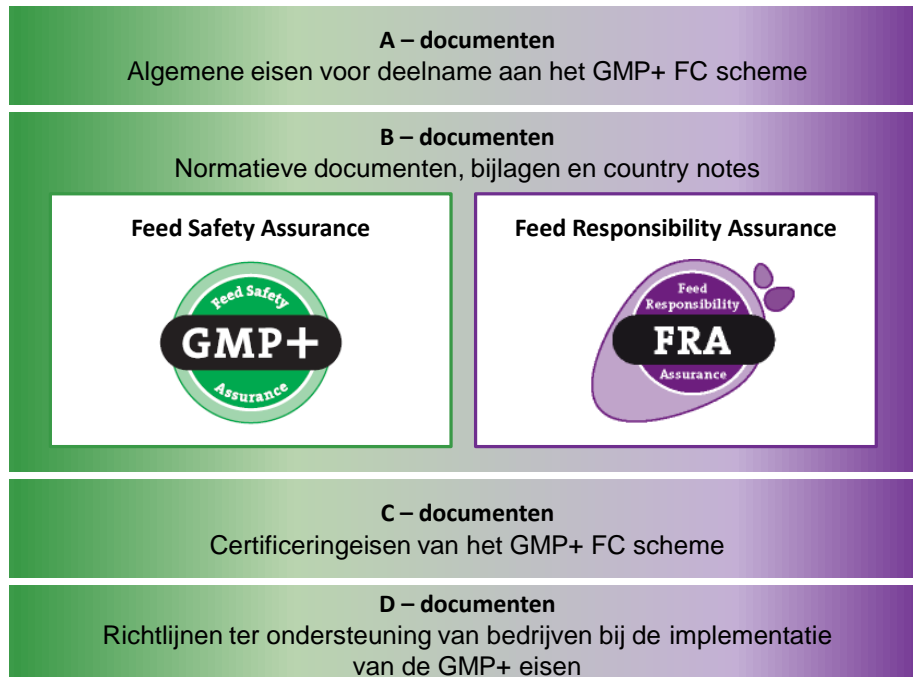 A – documenten
Algemene eisen voor deelname aan het GMP+ FC scheme
B – documenten
Normatieve documenten, bijlagen en country notes
Feed Safety Assurance
Feed Safety
GMP+
Assurance
Feed Responsibility Assurance
Feed
Responsibility
FRA
Assurance
C – documenten
Certificeringeisen van het GMP+ FC scheme
D – documenten
Richtlijnen ter ondersteuning van bedrijven bij de implementatie
van de GMP+ eisen